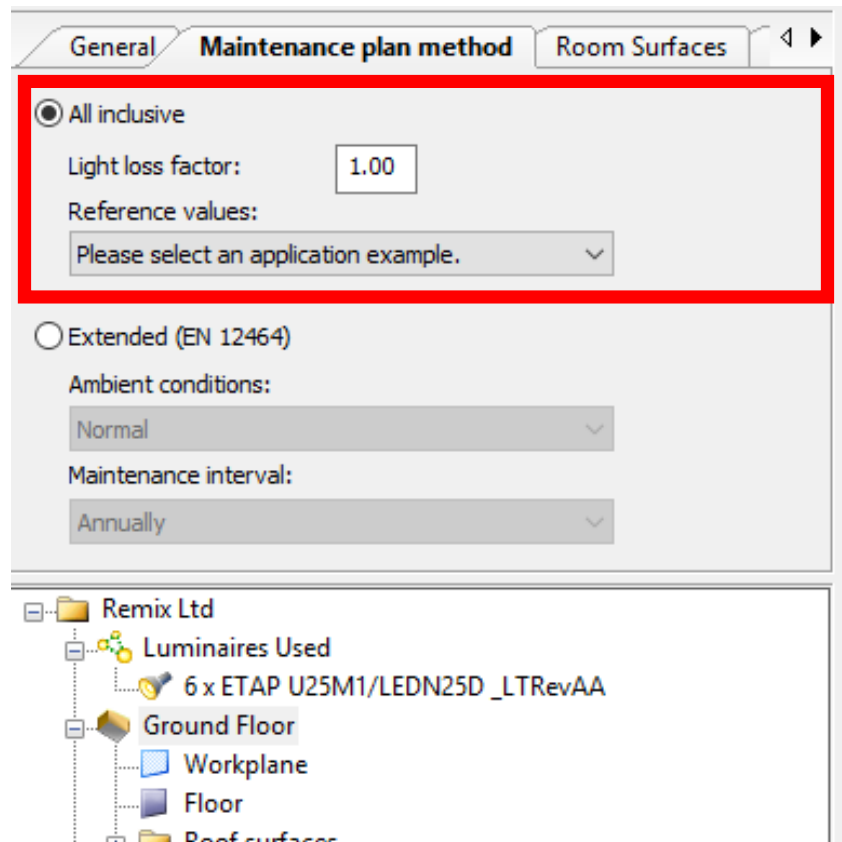 General Maintenance plan method Room Surfaces
All inclusive
Light loss factor: 1.00
Reference values:
Please select an application example.
Extended (EN 12464)
Ambient conditions:
Normal
Maintenance interval:
Annually
Remix Ltd
Luminaires Used
6 x ETAP U25M1/LEDN25D _LTRevAA
Ground Floor
Workplane
Floor
Roof surfaces